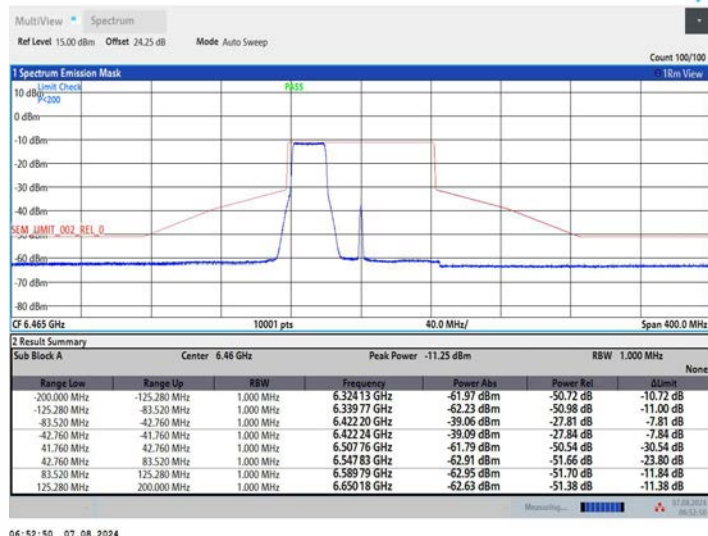 MultiView Spectrum
Ref Level 15.00 dBm Offset 24.25 dB Mode Auto Sweep
Count 100/100
1 Spectrum Emission Mask 1Rm View
10 dBm Limit Check PASS
P<200
0 dBm
-10 dBm
-20 dBm
-30 dBm
-40 dBm
SEM_LIMIT_002_REL_0
-60 dBm
-70 dBm
-80 dBm
CF 6.465 GHz 10001 pts 40.0 MHz/ Span 400.0 MHz
2 Result Summary
Sub Block A Center 6.46 GHz Peak Power -11.25 dBm RBW 1.000 MHz
None
Range Low Range Up RBW Frequency Power Abs Power Rel ΔLimit
-200.000 MHz -125.280 MHz 1.000 MHz 6.324 13 GHz -61.97 dBm -50.72 dB -10.72 dB
-125.280 MHz -83.520 MHz 1.000 MHz 6.339 77 GHz -62.23 dBm -50.98 dB -11.00 dB
-83.520 MHz -42.760 MHz 1.000 MHz 6.422 20 GHz -39.06 dBm -27.81 dB -7.81 dB
-42.760 MHz -41.760 MHz 1.000 MHz 6.422 24 GHz -39.09 dBm -27.84 dB -7.84 dB
41.760 MHz 42.760 MHz 1.000 MHz 6.507 76 GHz -61.79 dBm -50.54 dB -30.54 dB
42.760 MHz 83.520 MHz 1.000 MHz 6.547 83 GHz -62.91 dBm -51.66 dB -23.80 dB
83.520 MHz 125.280 MHz 1.000 MHz 6.589 79 GHz -62.95 dBm -51.70 dB -11.84 dB
125.280 MHz 200.000 MHz 1.000 MHz 6.650 18 GHz -62.63 dBm -51.38 dB -11.38 dB
Measuring... 07.08.2024
06:52:50
06:52:50 07.08.2024